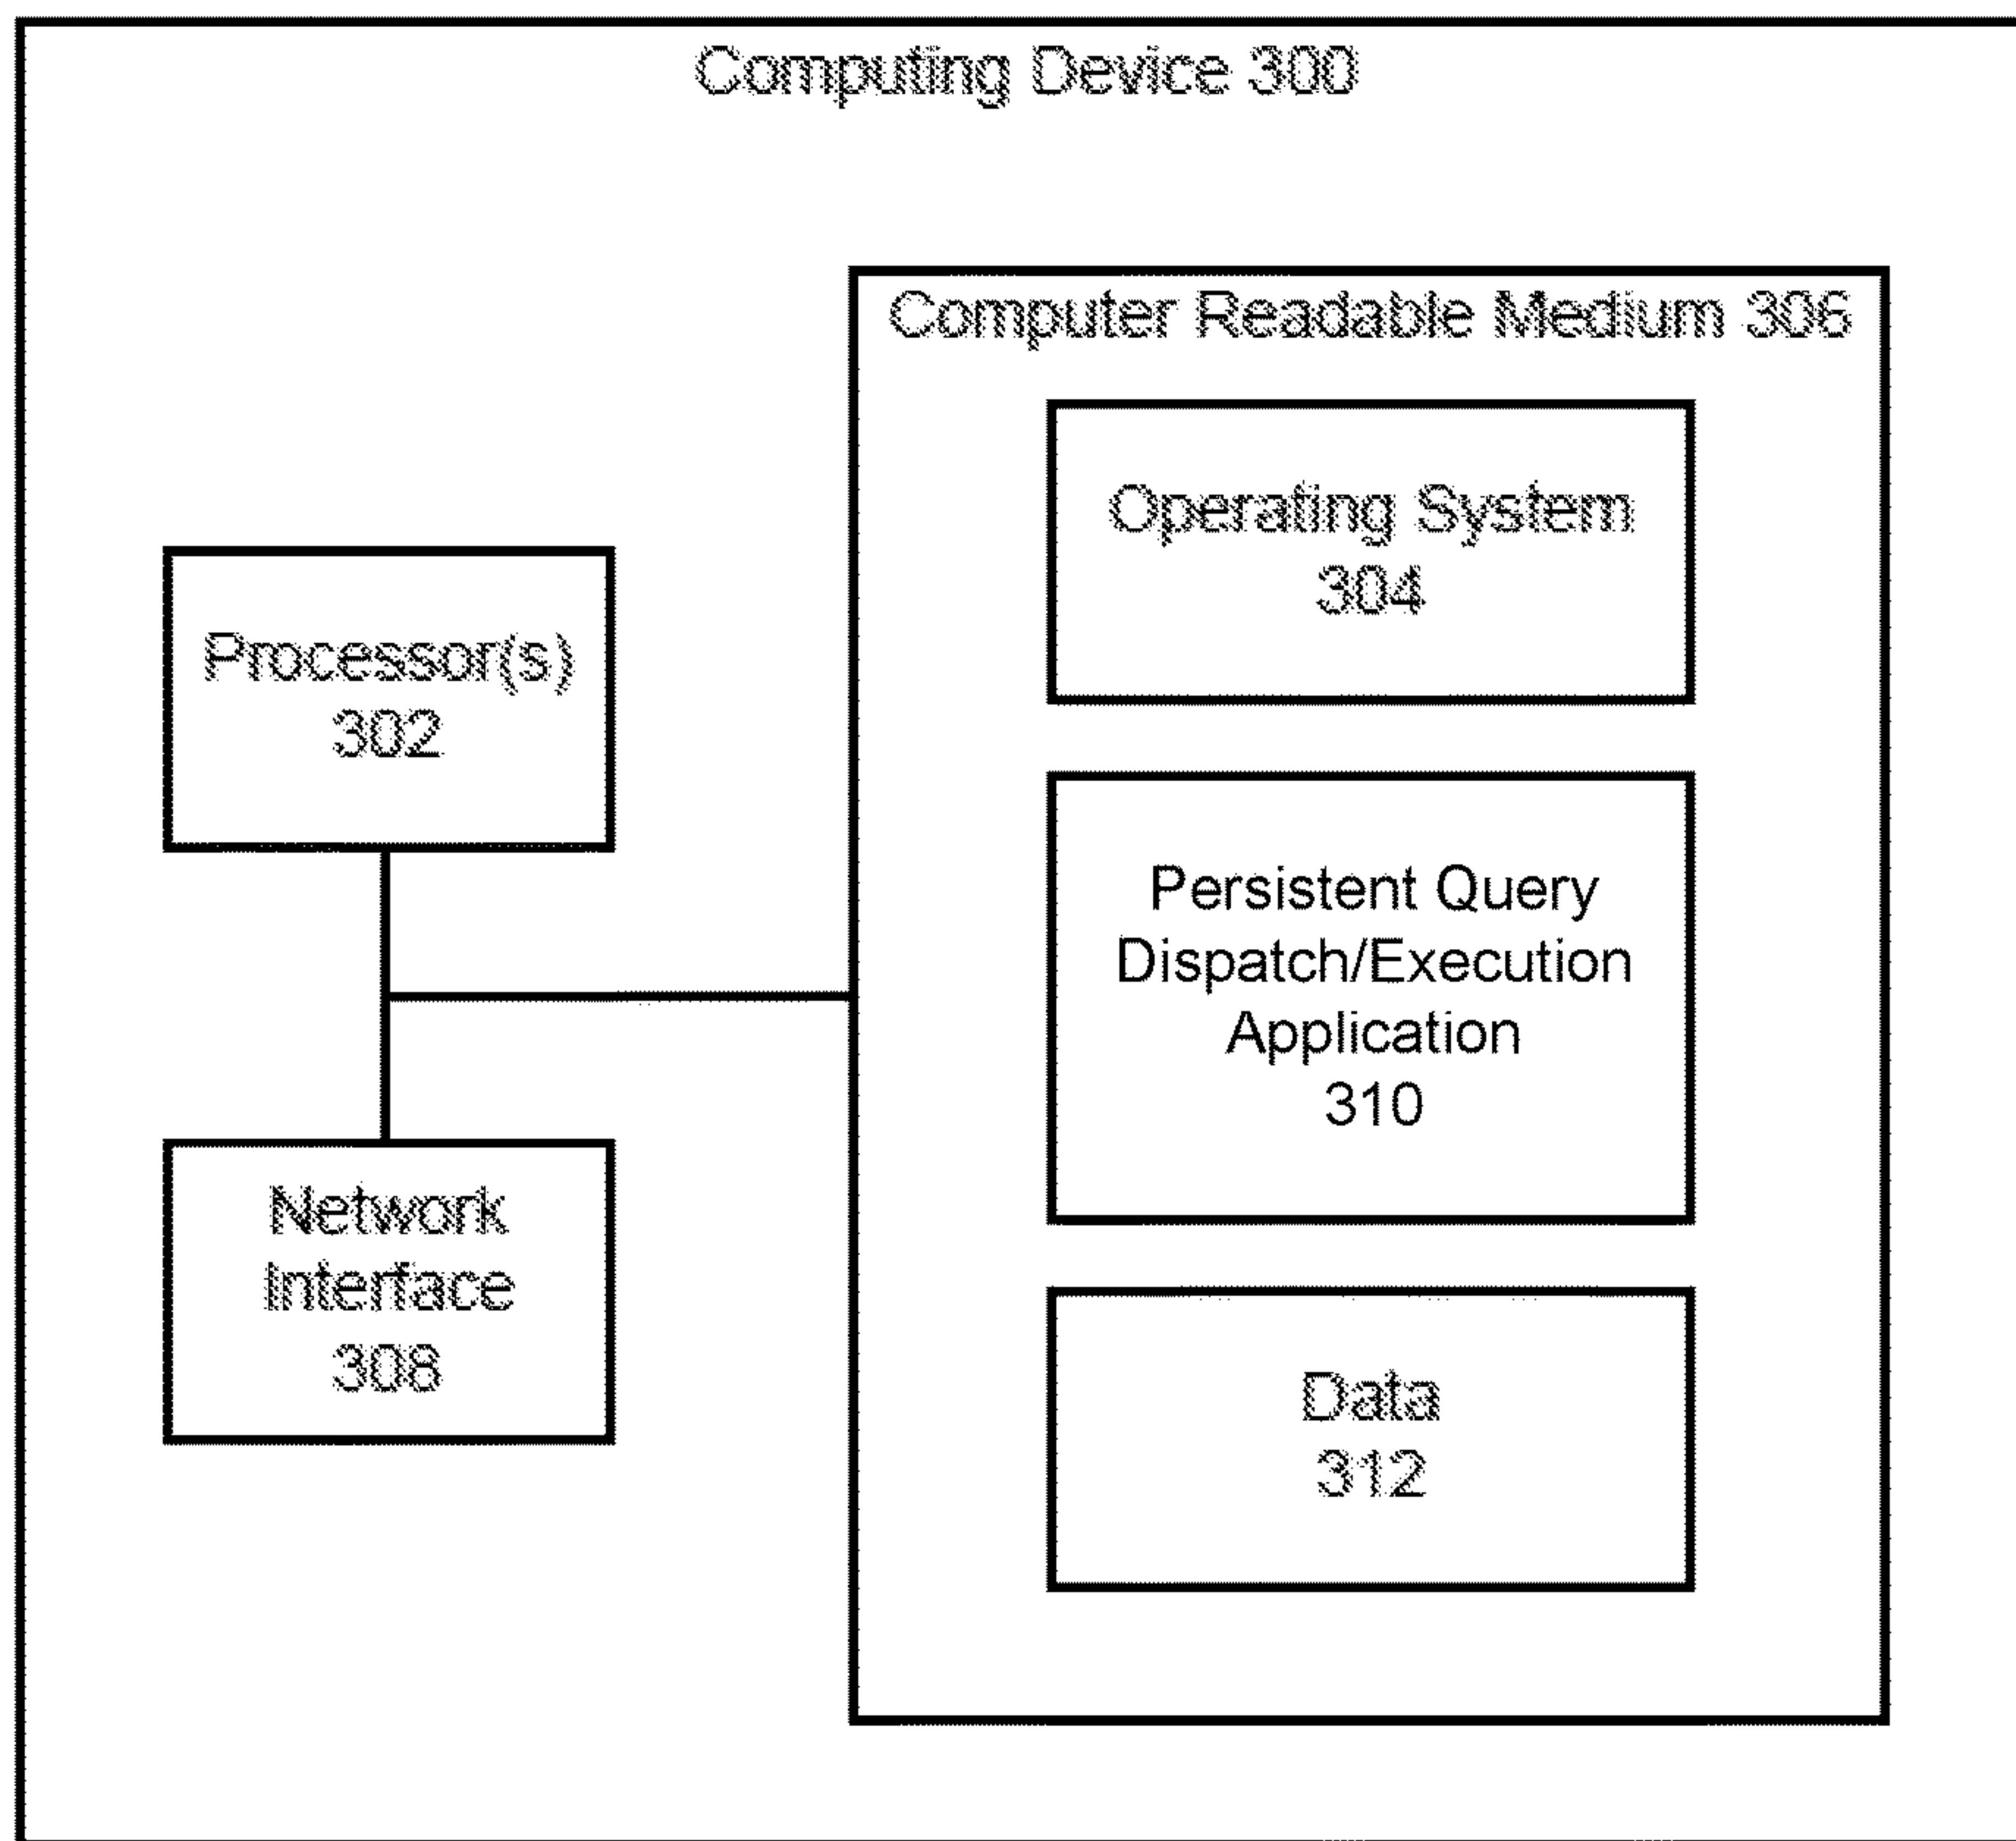 Computing Device 300
Computer Readable Medium 306
Operating System
304
Processor(s)
302
Persistent Query
Dispatch/Execution
Application
310
Network
Interface
308
Data
312